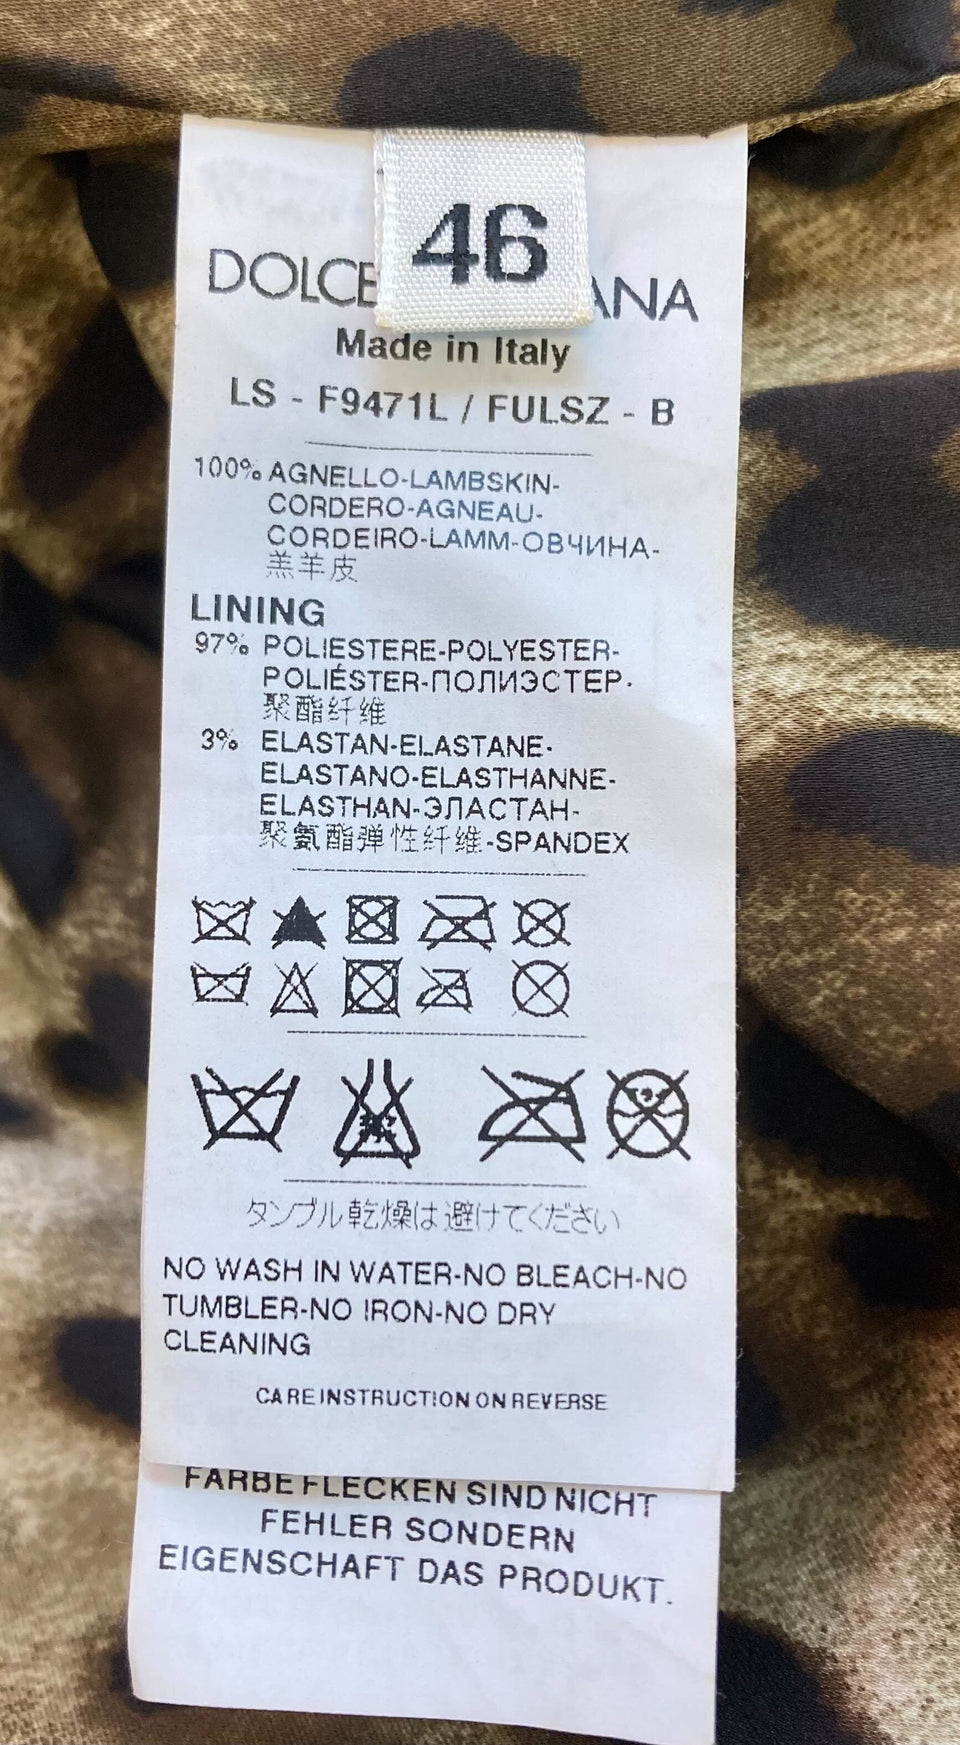 46
DOLCE ANA
Made in Italy
LS - F9471L / FULSZ - B
100% AGNELLO-LAMBSKIN-
CORDERO-AGNEAU-
CORDEIRO-LAMM-ОВЧИНА-
羔羊皮
LINING
97% POLIESTERE-POLYESTER-
POLIÉSTER-ПОЛИЭСТЕР-
聚酯纤维
3% ELASTAN-ELASTANE-
ELASTANO-ELASTHANNE-
ELASTHAN-ЭЛАСТАН-
聚氨酯弹性纤维-SPANDEX
タンブル乾燥は避けてください
NO WASH IN WATER-NO BLEACH-NO
TUMBLER-NO IRON-NO DRY
CLEANING
CARE INSTRUCTION ON REVERSE
FARBE FLECKEN SIND NICHT
FEHLER SONDERN
EIGENSCHAFT DAS PRODUKT.